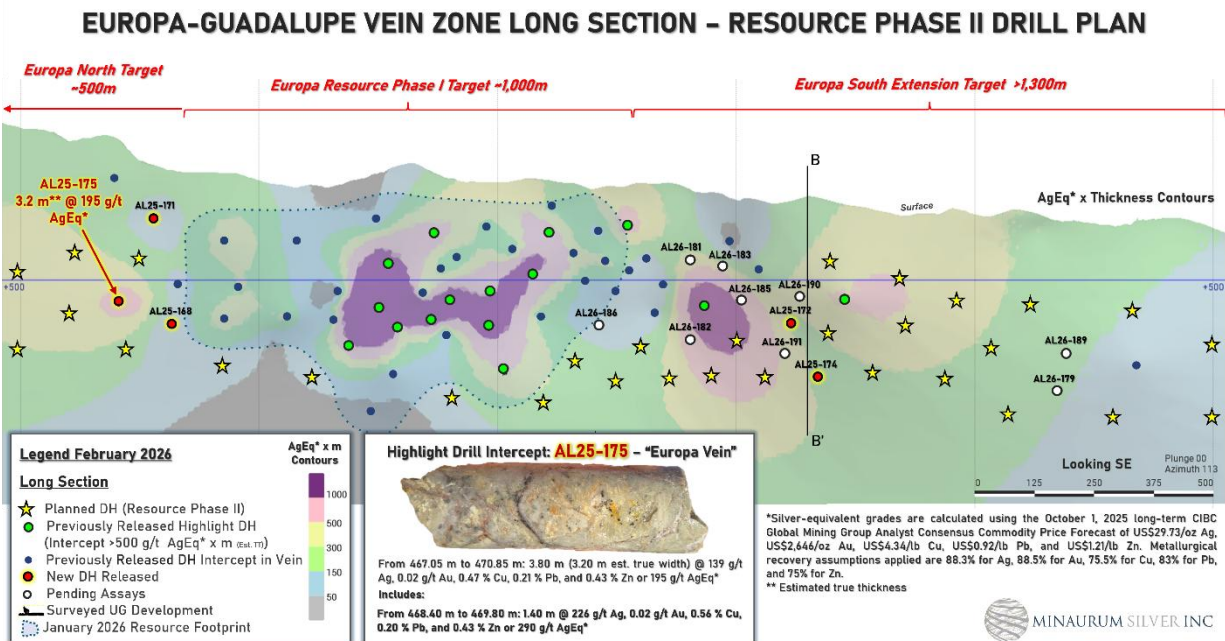 EUROPA-GUADALUPE VEIN ZONE LONG SECTION – RESOURCE PHASE II DRILL PLAN
Europa North Target
~500m
Europa Resource Phase I Target ~1,000m
Europa South Extension Target >1,300m
B
AL25-175
3.2 m** @ 195 g/t
AgEq*
AL25-171
Surface
AgEq* x Thickness Contours
AL26-181
AL26-183
+500
+500
AL26-185
AL26-190
AL25-168
AL26-186
AL25-172
AL26-182
AL26-191
AL26-189
AL25-174
AL26-179
B'
Looking SE
Plunge 00
Azimuth 113
0 125 250 375 500
Legend February 2026
Long Section
Planned DH (Resource Phase II)
Previously Released Highlight DH
(Intercept >500 g/t AgEq* x m (Est. TT)
Previously Released DH Intercept in Vein
New DH Released
Pending Assays
Surveyed UG Development
January 2026 Resource Footprint
AgEq* x m
Contours
1000
500
300
150
50
Highlight Drill Intercept: AL25-175 – "Europa Vein"
From 467.05 m to 470.85 m: 3.80 m (3.20 m est. true width) @ 139 g/t
Ag, 0.02 g/t Au, 0.47 % Cu, 0.21 % Pb, and 0.43 % Zn or 195 g/t AgEq*
Includes:
From 468.40 m to 469.80 m: 1.40 m @ 226 g/t Ag, 0.02 g/t Au, 0.56 % Cu,
0.20 % Pb, and 0.43 % Zn or 290 g/t AgEq*
*Silver-equivalent grades are calculated using the October 1, 2025 long-term CIBC
Global Mining Group Analyst Consensus Commodity Price Forecast of US$29.73/oz Ag,
US$2,646/oz Au, US$4.34/lb Cu, US$0.92/lb Pb, and US$1.21/lb Zn. Metallurgical
recovery assumptions applied are 88.3% for Ag, 88.5% for Au, 75.5% for Cu, 83% for Pb,
and 75% for Zn.
** Estimated true thickness
MINAURUM SILVER INC